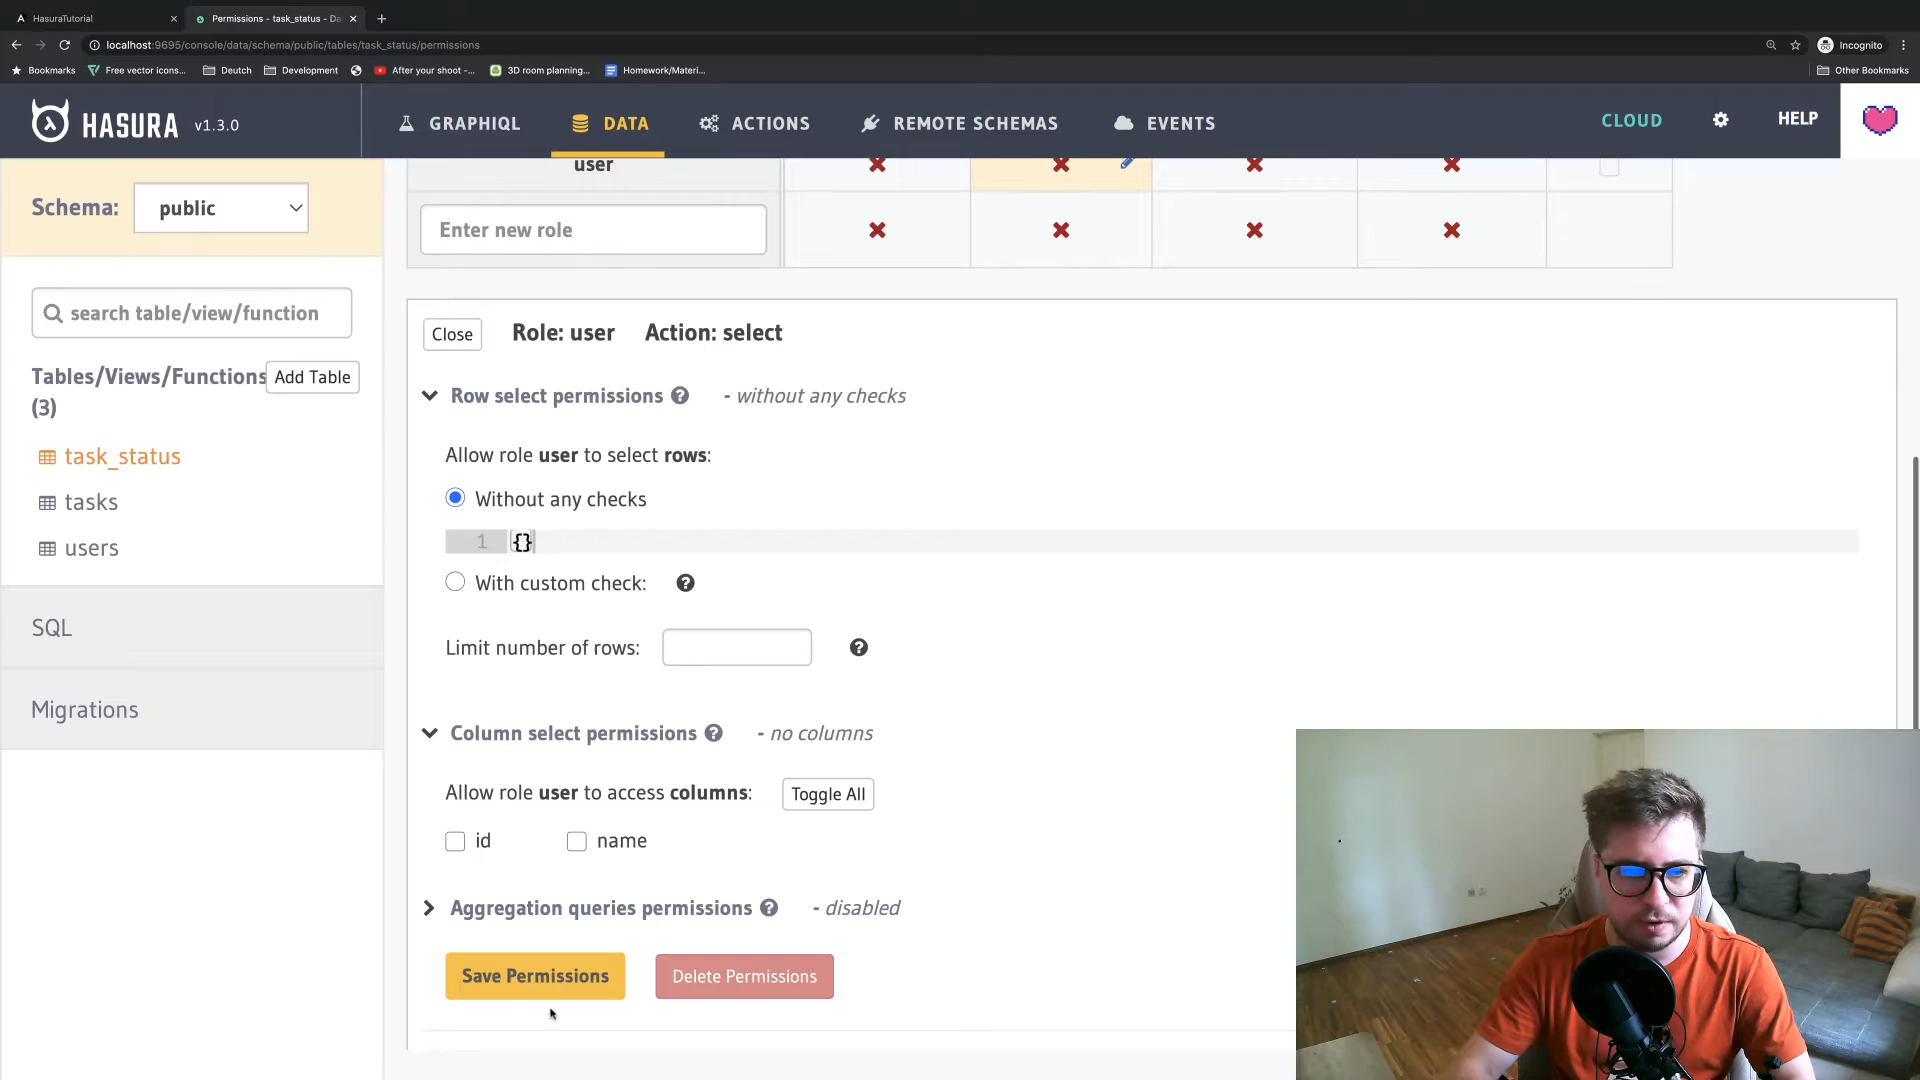 HasuraTutorial
Permissions - task_status - Da
localhost:9695/console/data/schema/public/tables/task_status/permissions
Incognito
Bookmarks
Free vector icons...
Deutch
Development
After your shoot -...
3D room planning...
Homework/Materi...
Other Bookmarks
HASURA v1.3.0
GRAPHIQL
DATA
ACTIONS
REMOTE SCHEMAS
EVENTS
CLOUD
HELP
Schema: public
search table/view/function
Tables/Views/Functions
(3)
Add Table
task_status
tasks
users
SQL
Migrations
user
Enter new role
Close
Role: user Action: select
Row select permissions ? - without any checks
Allow role user to select rows:
Without any checks
1 {}
With custom check: ?
Limit number of rows: ?
Column select permissions ? - no columns
Allow role user to access columns: Toggle All
id name
Aggregation queries permissions ? - disabled
Save Permissions
Delete Permissions